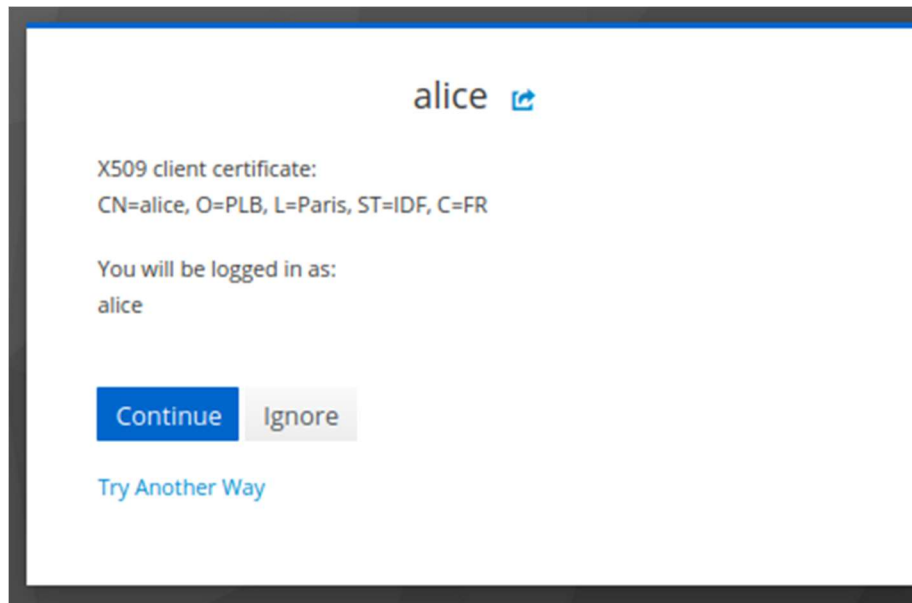 alice
X509 client certificate:
CN=alice, O=PLB, L=Paris, ST=IDF, C=FR
You will be logged in as:
alice
Continue Ignore
Try Another Way